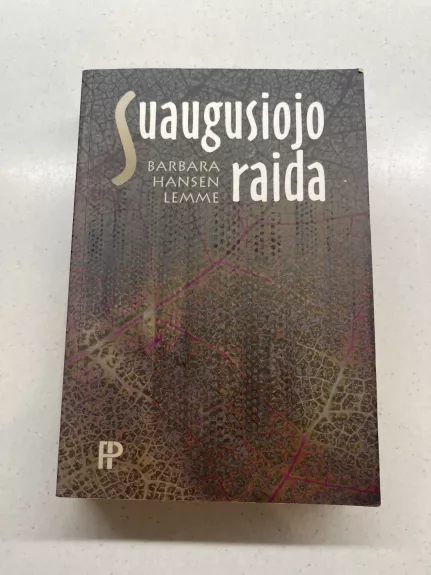 Suaugusiojo
raida
BARBARA
HANSEN
LEMME
P